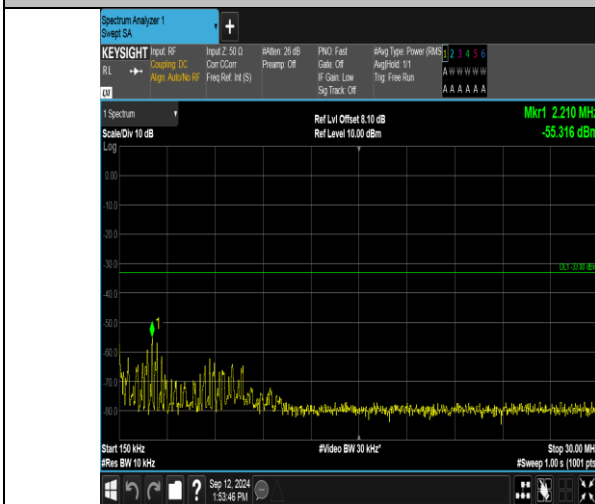 Spectrum Analyzer 1
Swept SA
+
KEYSIGHT Input: RF Input Z: 50 Ω #Atten: 26 dB PNO: Fast #Avg Type: Power (RMS 1 2 3 4 5 6
RL Coupling: DC Corr CCorr Preamp: Off Gate: Off Avg|Hold: 1/1 A W W W W W
Align: Auto/No RF Freq Ref: Int (S) IF Gain: Low Trig: Free Run
LXI Sig Track: Off A A A A A A
1 Spectrum Ref Lvl Offset 8.10 dB Mkr1 2.210 MHz
Scale/Div 10 dB Ref Level 10.00 dBm -55.316 dBm
Log
0.00
-10.0
-20.0
-30.0 DL1 -33.00 dBm
-40.0
1
-60.0
-70.0
-80.0
Start 150 kHz #Video BW 30 kHz* Stop 30.00 MH
#Res BW 10 kHz #Sweep 1.00 s (1001 pts
? Sep 12, 2024
1:53:46 PM